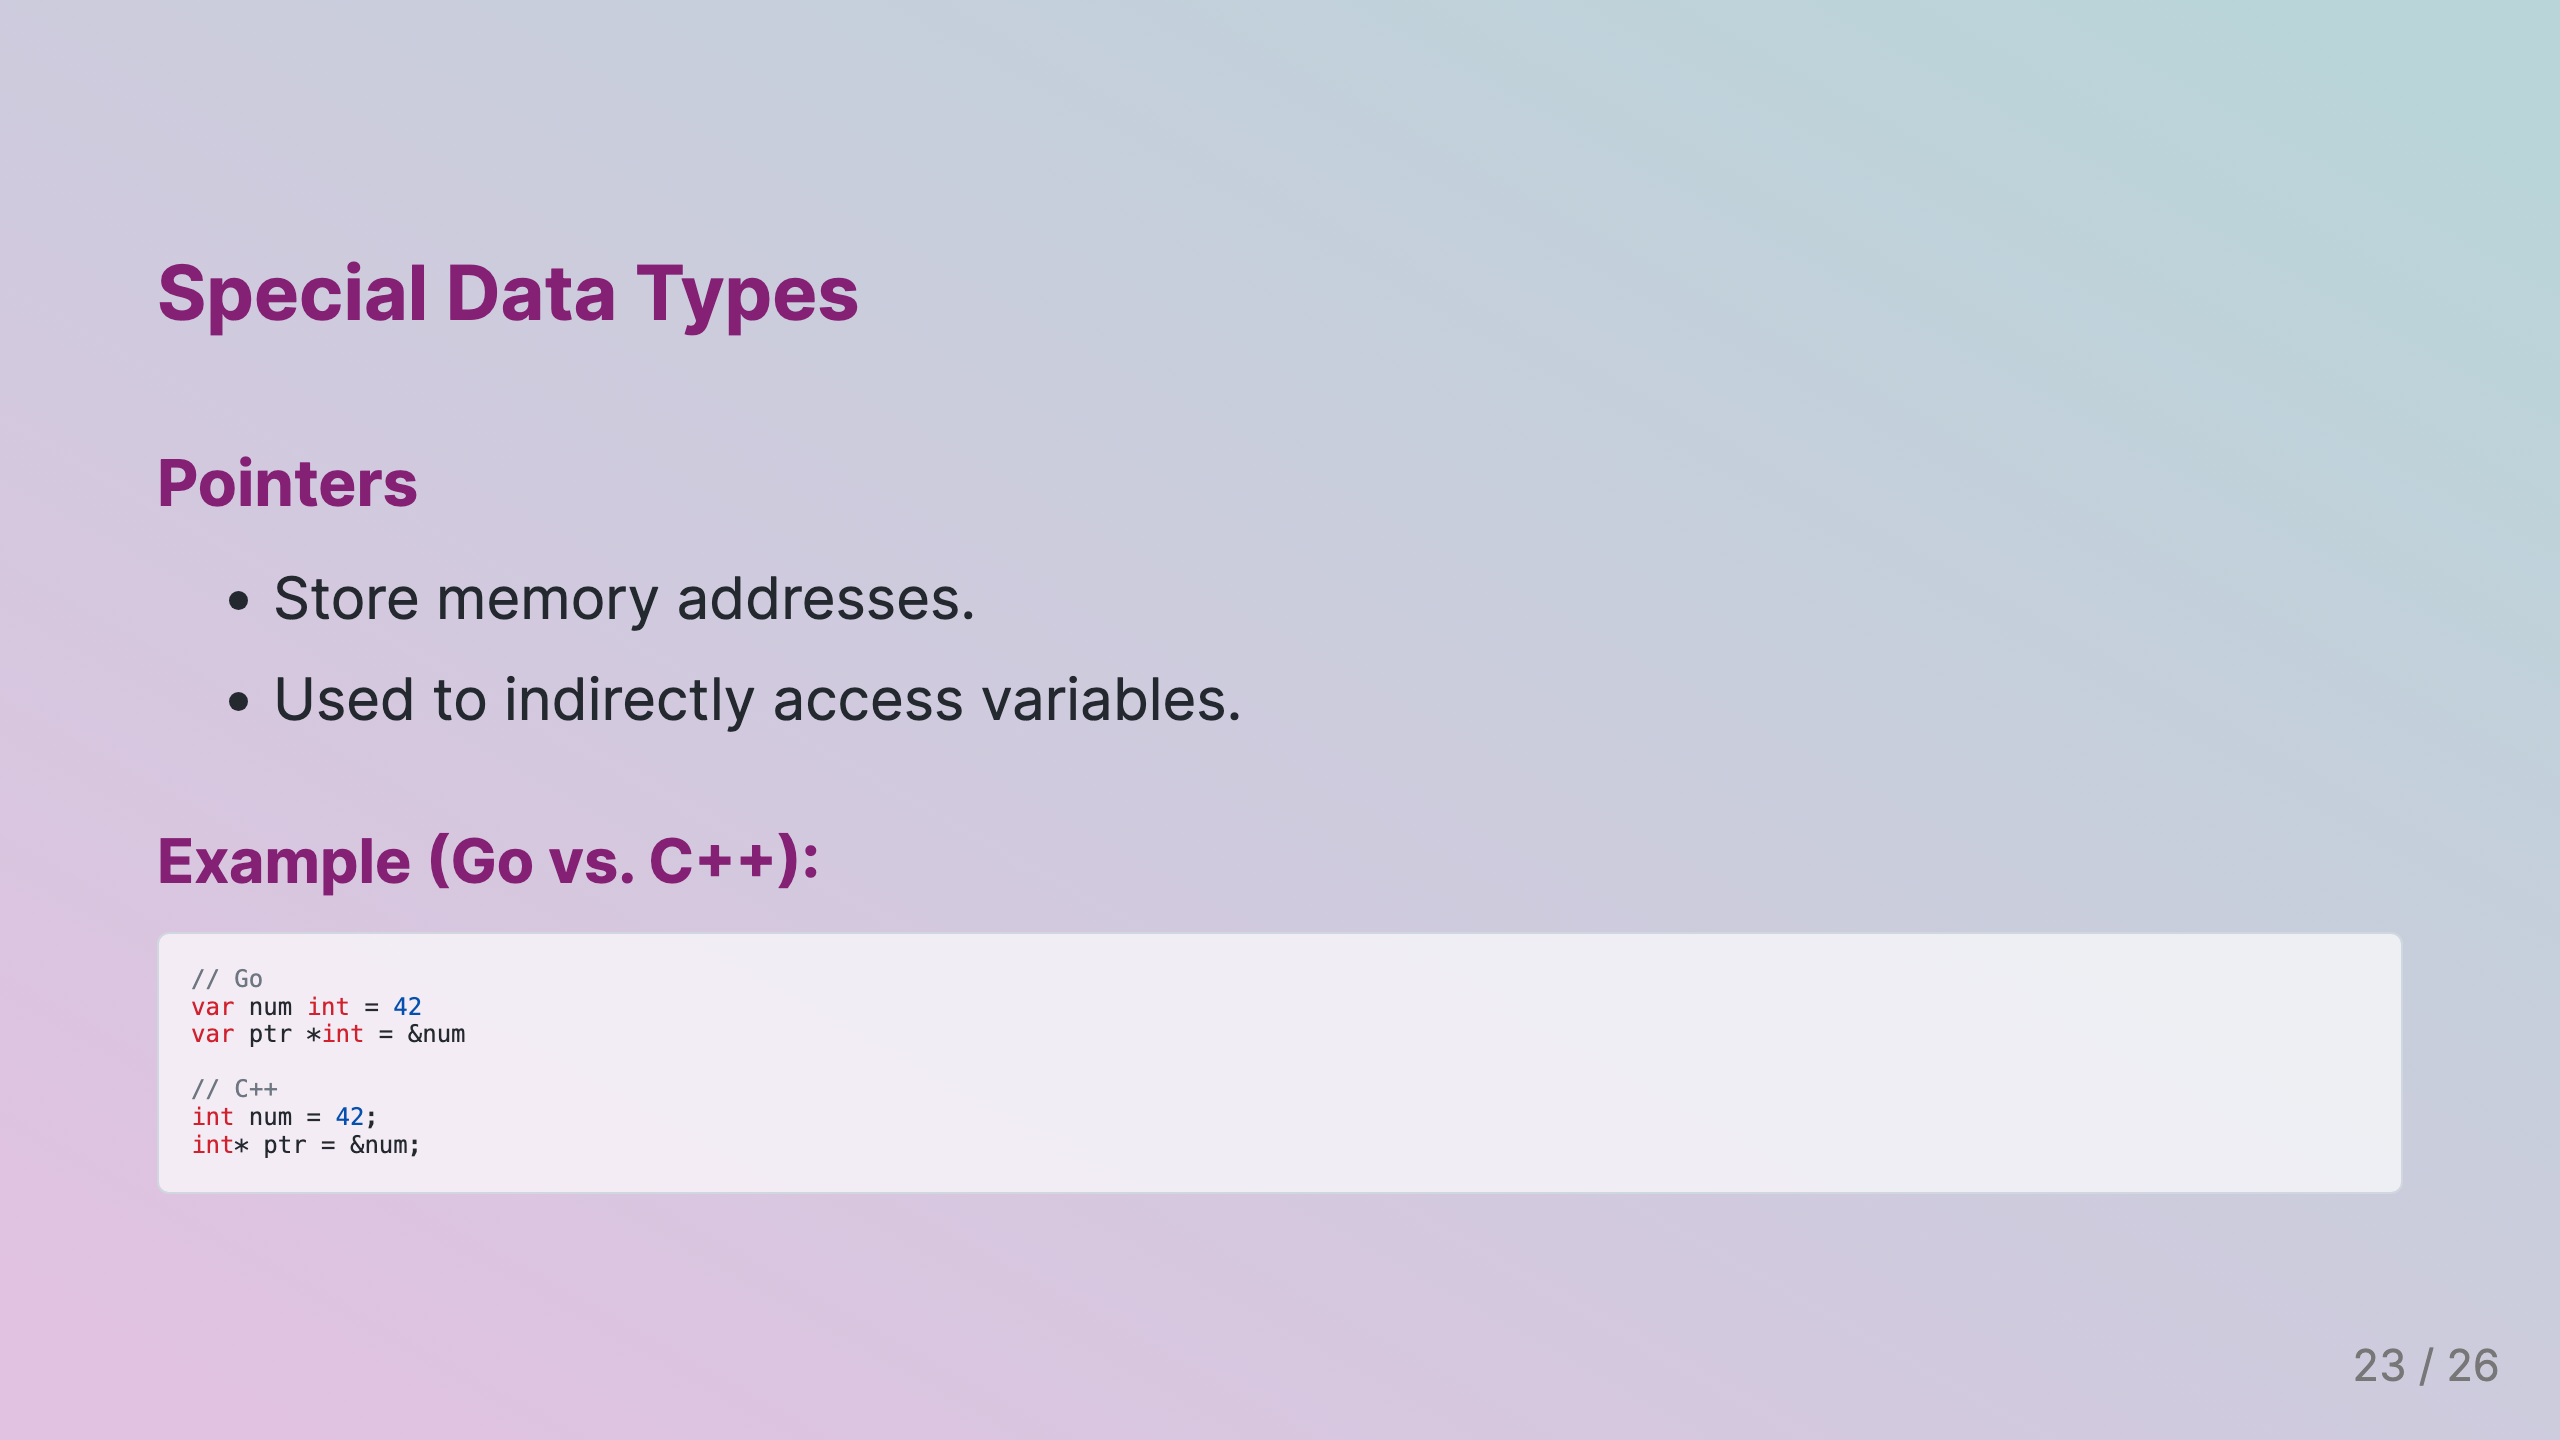 Special Data Types
Pointers
• Store memory addresses.
• Used to indirectly access variables.
Example (Go vs. C++):
// Go
var num int = 42
var ptr *int = &num
// C++
int num = 42;
int* ptr = &num;
23 / 26